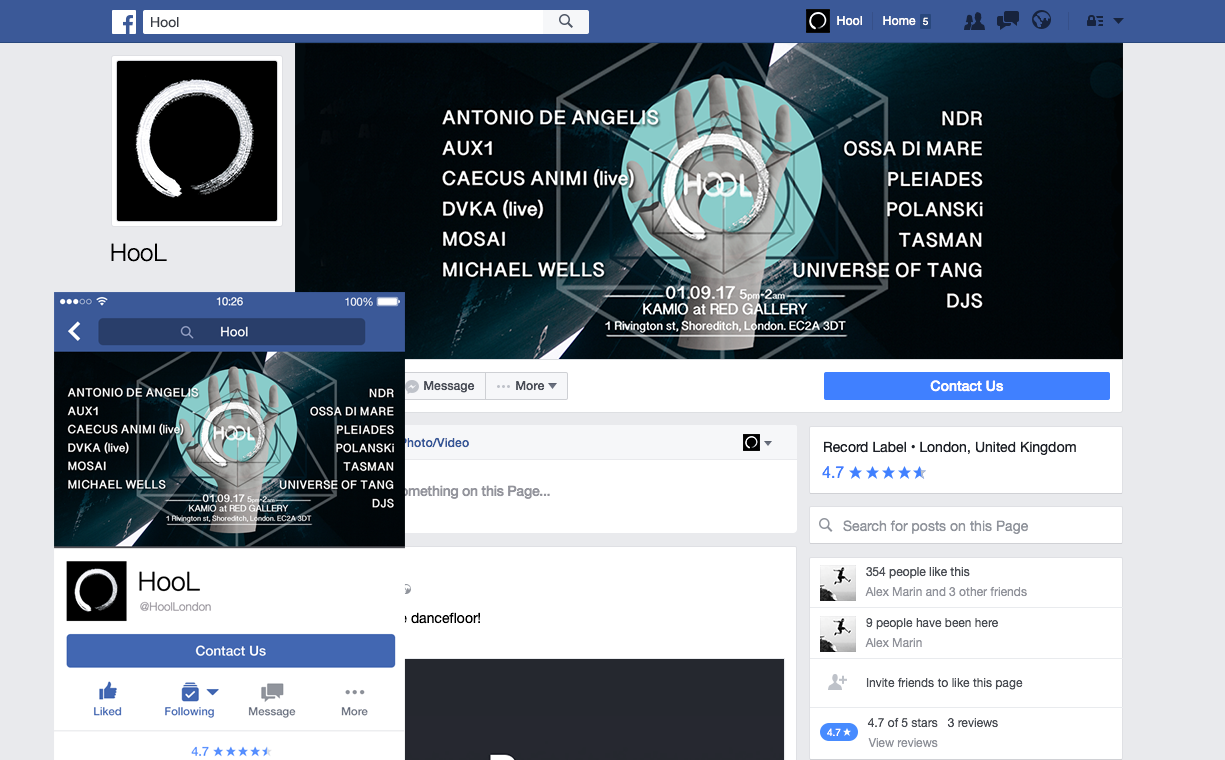 Hool
Hool
Home 5
ANTONIO DE ANGELIS
AUX1
CAECUS ANIMI (live)
DVKA (live)
MOSAI
MICHAEL WELLS
HOOL
NDR
OSSA DI MARE
PLEIADES
POLANSKi
TASMAN
UNIVERSE OF TANG
DJS
01.09.17 5pm-2am
KAMIO at RED GALLERY
1 Rivington st, Shoreditch, London. EC2A 3DT
HooL
10:26
100%
Hool
ANTONIO DE ANGELIS
AUX1
CAECUS ANIMI (live)
DVKA (live)
MOSAI
MICHAEL WELLS
HOOL
NDR
OSSA DI MARE
PLEIADES
POLANSKi
TASMAN
UNIVERSE OF TANG
DJS
01.09.17 5pm-2am
KAMIO at RED GALLERY
1 Rivington st, Shoreditch, London. EC2A 3DT
HooL
@HoolLondon
Contact Us
Liked
Following
Message
More
4.7
Message
More
Contact Us
Photo/Video
omething on this Page...
dancefloor!
Record Label • London, United Kingdom
4.7
Search for posts on this Page
354 people like this
Alex Marin and 3 other friends
9 people have been here
Alex Marin
Invite friends to like this page
4.7 ★
4.7 of 5 stars 3 reviews
View reviews